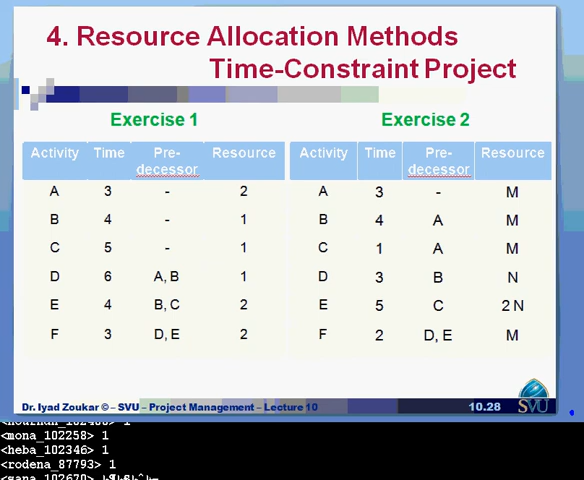 4. Resource Allocation Methods
Time-Constraint Project
Exercise 1 Exercise 2
Activity Time Pre-decessor Resource Activity Time Pre-decessor Resource
A 3 - 2 A 3 - M
B 4 - 1 B 4 A M
C 5 - 1 C 1 A M
D 6 A, B 1 D 3 B N
E 4 B, C 2 E 5 C 2 N
F 3 D, E 2 F 2 D, E M
Dr. Iyad Zoukar © – SVU – Project Management – Lecture 10 10.28 SVU
<mona_102258> 1
<heba_102346> 1
<rodena_87793> 1